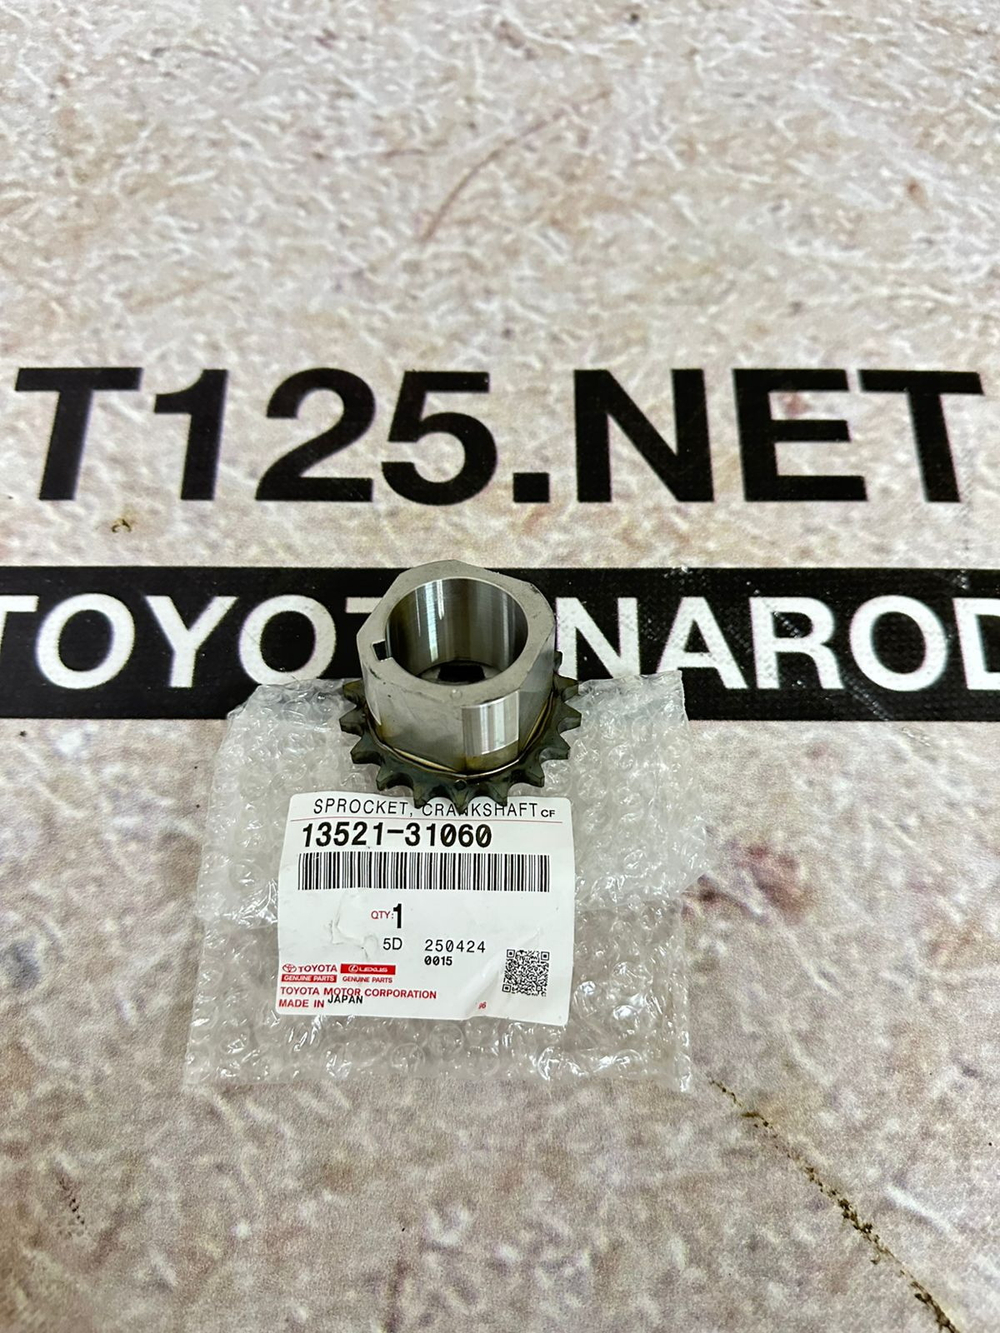 T125.NET
TOYO NAROD
SPROCKET, CRANKSHAFT CF
13521-31060
QTY: 1
5D 250424
0015
TOYOTA LEXUS
GENUINE PARTS GENUINE PARTS
TOYOTA MOTOR CORPORATION
MADE IN JAPAN